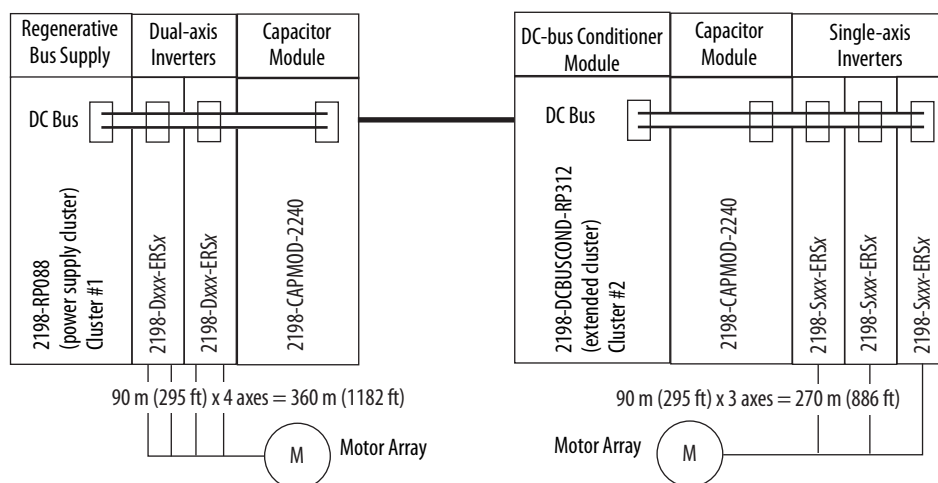 Regenerative
Bus Supply
Dual-axis
Inverters
Capacitor
Module
DC Bus
2198-RP088
(power supply cluster)
Cluster #1
2198-Dxxx-ERSx
2198-Dxxx-ERSx
2198-CAPMOD-2240
90 m (295 ft) x 4 axes = 360 m (1182 ft)
M
Motor Array
DC-bus Conditioner
Module
Capacitor
Module
Single-axis
Inverters
DC Bus
2198-DCBUSCOND-RP312
(extended cluster)
Cluster #2
2198-CAPMOD-2240
2198-Sxxx-ERSx
2198-Sxxx-ERSx
2198-Sxxx-ERSx
90 m (295 ft) x 3 axes = 270 m (886 ft)
Motor Array
M